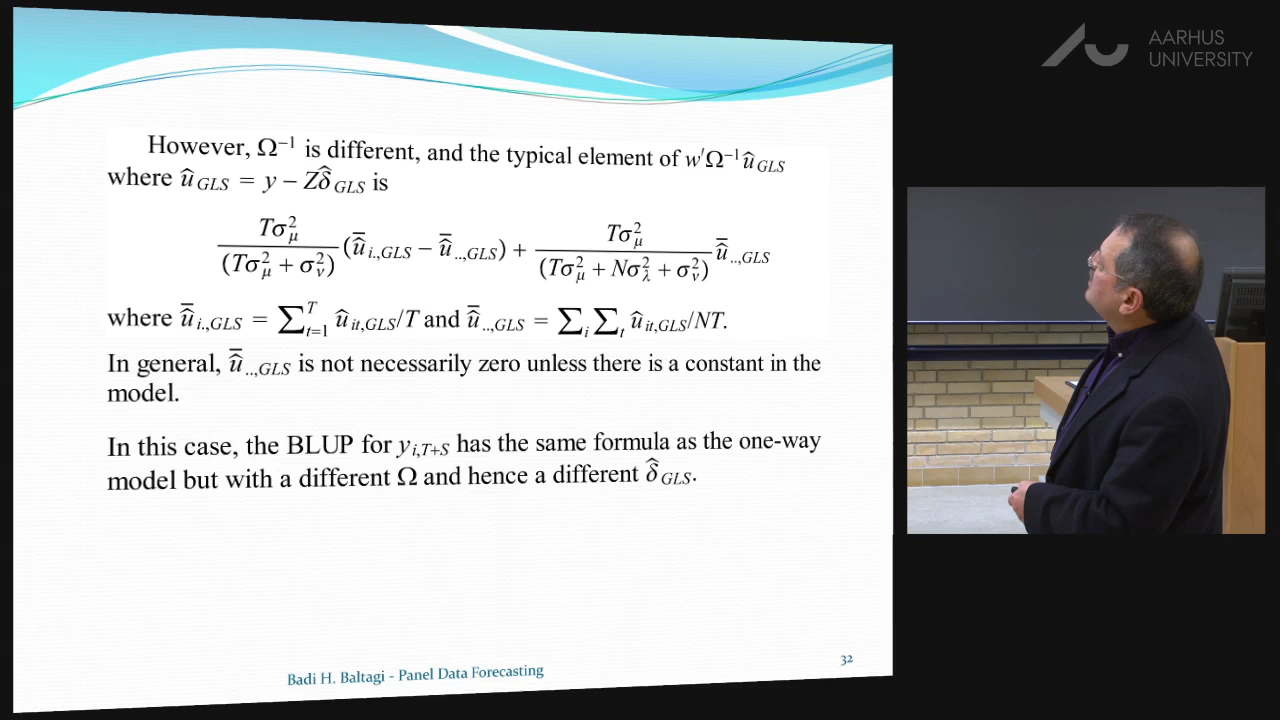 AARHUS
UNIVERSITY
However, Ω⁻¹ is different, and the typical element of w′Ω⁻¹û_GLS
where û_GLS = y − Zδ̂_GLS is
Tσ²_μ / (Tσ²_μ + σ²_ν) (û̅_i.,GLS − û̅_..,GLS) + Tσ²_μ / (Tσ²_μ + Nσ²_λ + σ²_ν) û̅_..,GLS
where û̅_i.,GLS = ∑ᵀ_t=1 û_it,GLS/T and û̅_..,GLS = ∑_i ∑_t û_it,GLS/NT.
In general, û̅_..,GLS is not necessarily zero unless there is a constant in the
model.
In this case, the BLUP for y_i,T+S has the same formula as the one-way
model but with a different Ω and hence a different δ̂_GLS.
Badi H. Baltagi - Panel Data Forecasting
32